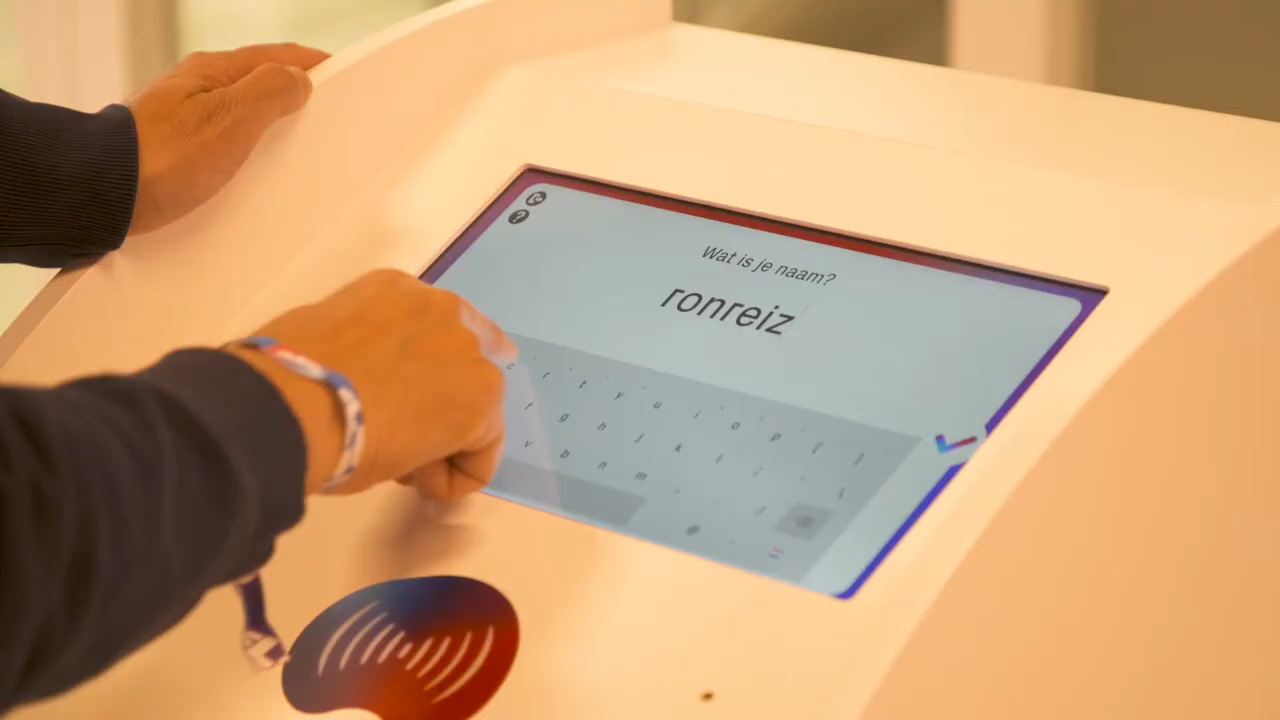 ?
Wat is je naam?
ronreiz
r t y u i o p [ ]
f g h j k l ;
v b n m